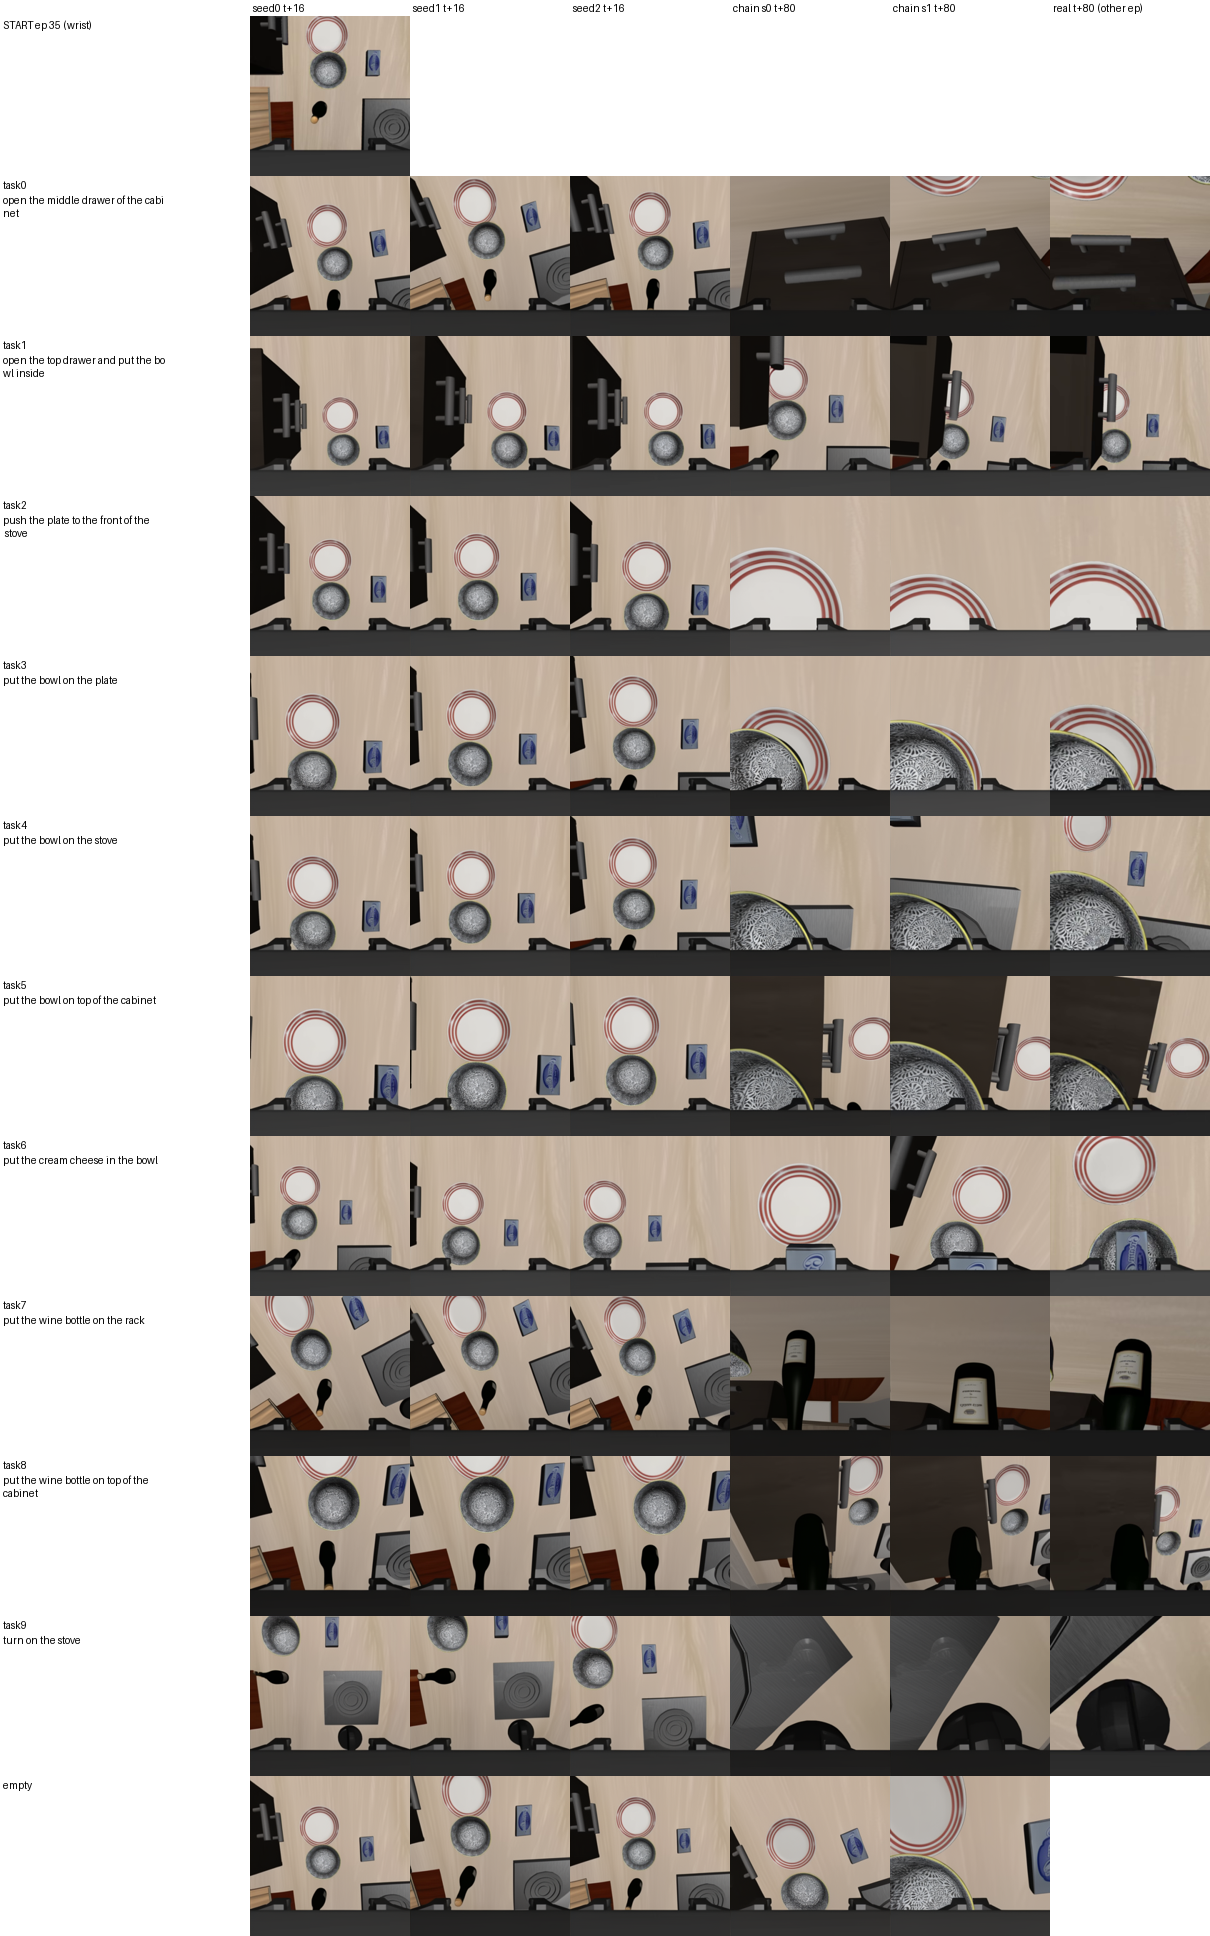 seed0 t+16
seed1 t+16
seed2 t+16
chain s0 t+80
chain s1 t+80
real t+80 (other ep)
START ep 35 (wrist)
task0
open the middle drawer of the cabi
net
task1
open the top drawer and put the bo
wl inside
task2
push the plate to the front of the
stove
task3
put the bowl on the plate
task4
put the bowl on the stove
task5
put the bowl on top of the cabinet
task6
put the cream cheese in the bowl
task7
put the wine bottle on the rack
task8
put the wine bottle on top of the
cabinet
task9
turn on the stove
empty